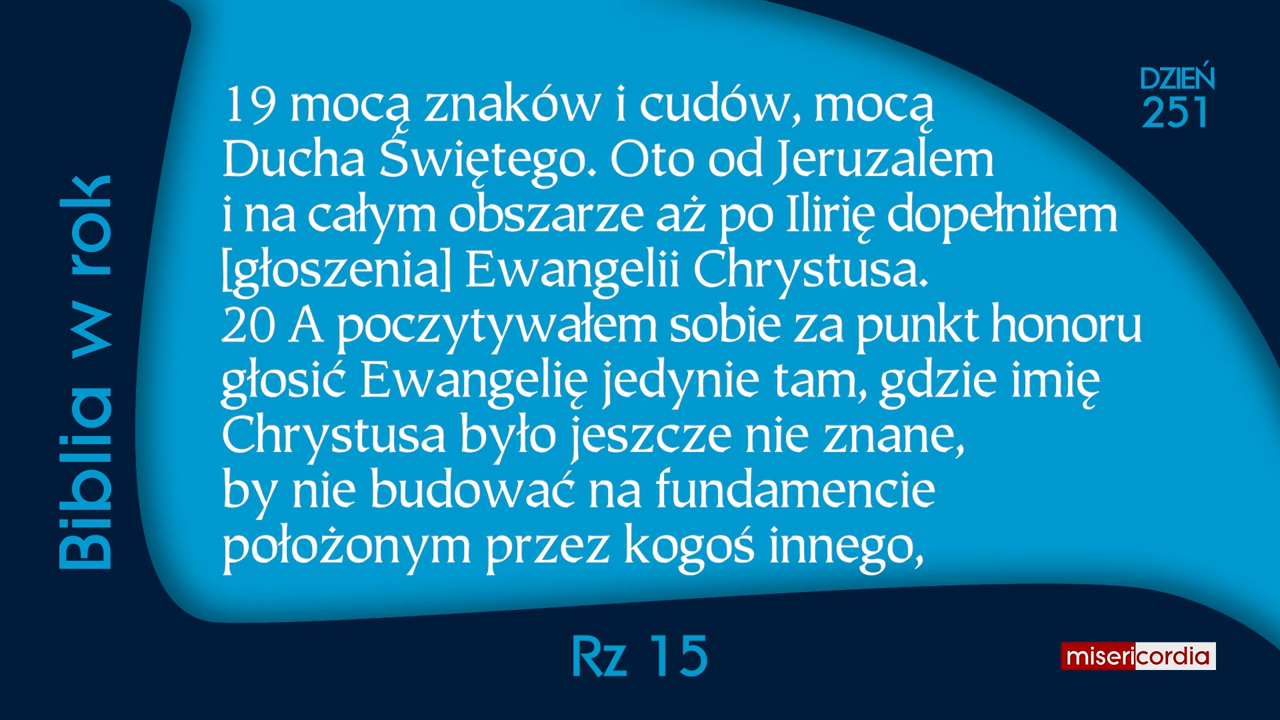 DZIEŃ
251
19 mocą znaków i cudów, mocą
Ducha Świętego. Oto od Jeruzalem
i na całym obszarze aż po Ilirię dopełniłem
[głoszenia] Ewangelii Chrystusa.
20 A poczytywałem sobie za punkt honoru
głosić Ewangelię jedynie tam, gdzie imię
Chrystusa było jeszcze nie znane,
by nie budować na fundamencie
położonym przez kogoś innego,
Biblia w rok
Rz 15
misericordia